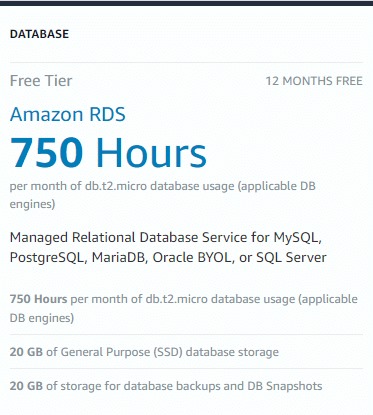 DATABASE
Free Tier
12 MONTHS FREE
Amazon RDS
750 Hours
per month of db.t2.micro database usage (applicable DB
engines)
Managed Relational Database Service for MySQL,
PostgreSQL, MariaDB, Oracle BYOL, or SQL Server
750 Hours per month of db.t2.micro database usage (applicable
DB engines)
20 GB of General Purpose (SSD) database storage
20 GB of storage for database backups and DB Snapshots